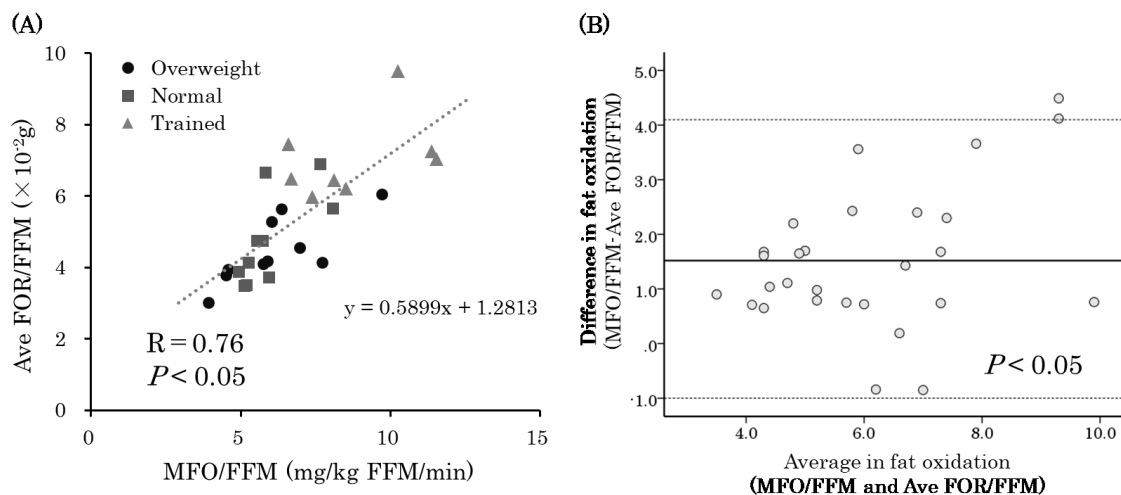 (A)
Overweight
Normal
Trained
10
8
6
4
2
0
Ave FOR/FFM (×10⁻²g)
y = 0.5899x + 1.2813
R = 0.76
P < 0.05
0
5
10
15
MFO/FFM (mg/kg FFM/min)
(B)
5.0
4.0
3.0
2.0
1.0
.0
-1.0
Difference in fat oxidation
(MFO/FFM-Ave FOR/FFM)
P < 0.05
4.0
6.0
8.0
10.0
Average in fat oxidation
(MFO/FFM and Ave FOR/FFM)